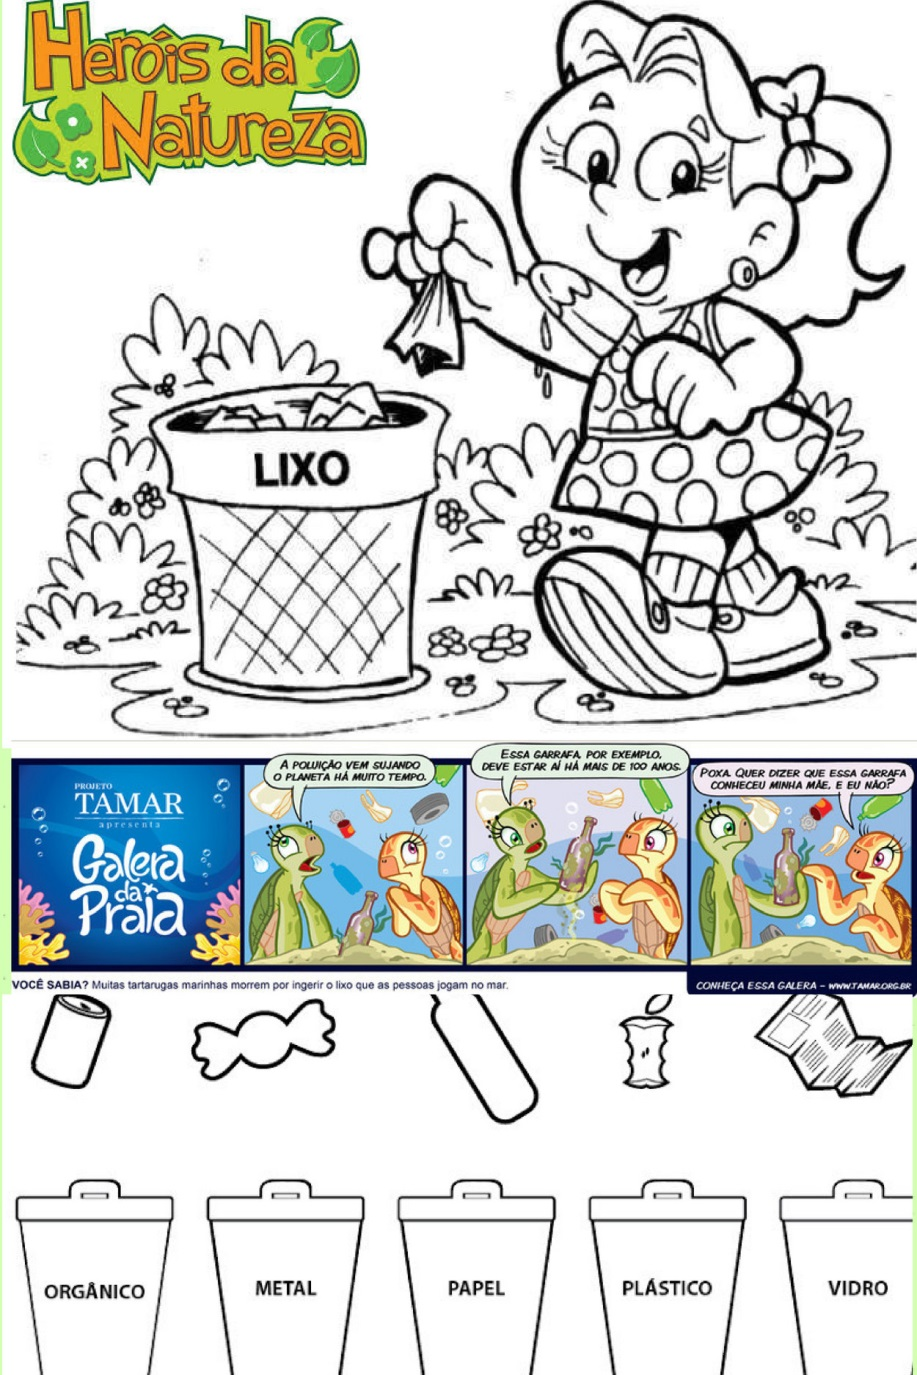 Heróis da
Natureza
LIXO
PROJETO
TAMAR
apresenta
Galera
da
Praia
A POLUIÇÃO VEM SUJANDO
O PLANETA HÁ MUITO TEMPO.
ESSA GARRAFA, POR EXEMPLO,
DEVE ESTAR AÍ HÁ MAIS DE 100 ANOS.
POXA. QUER DIZER QUE ESSA GARRAFA
CONHECEU MINHA MÃE, E EU NÃO?
VOCÊ SABIA? Muitas tartarugas marinhas morrem por ingerir o lixo que as pessoas jogam no mar.
CONHEÇA ESSA GALERA – WWW.TAMAR.ORG.BR
ORGÂNICO
METAL
PAPEL
PLÁSTICO
VIDRO